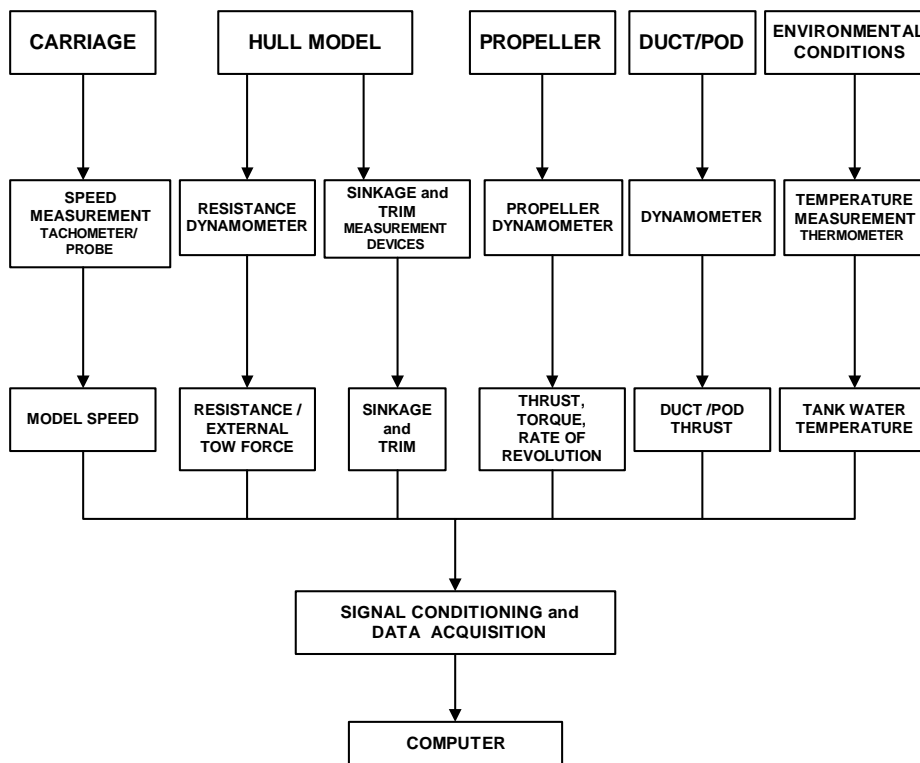 CARRIAGE
HULL MODEL
PROPELLER
DUCT/POD
ENVIRONMENTAL
CONDITIONS
SPEED
MEASUREMENT
TACHOMETER/
PROBE
RESISTANCE
DYNAMOMETER
SINKAGE and
TRIM
MEASUREMENT
DEVICES
PROPELLER
DYNAMOMETER
DYNAMOMETER
TEMPERATURE
MEASUREMENT
THERMOMETER
MODEL SPEED
RESISTANCE /
EXTERNAL
TOW FORCE
SINKAGE
and
TRIM
THRUST,
TORQUE,
RATE OF
REVOLUTION
DUCT /POD
THRUST
TANK WATER
TEMPERATURE
SIGNAL CONDITIONING and
DATA ACQUISITION
COMPUTER